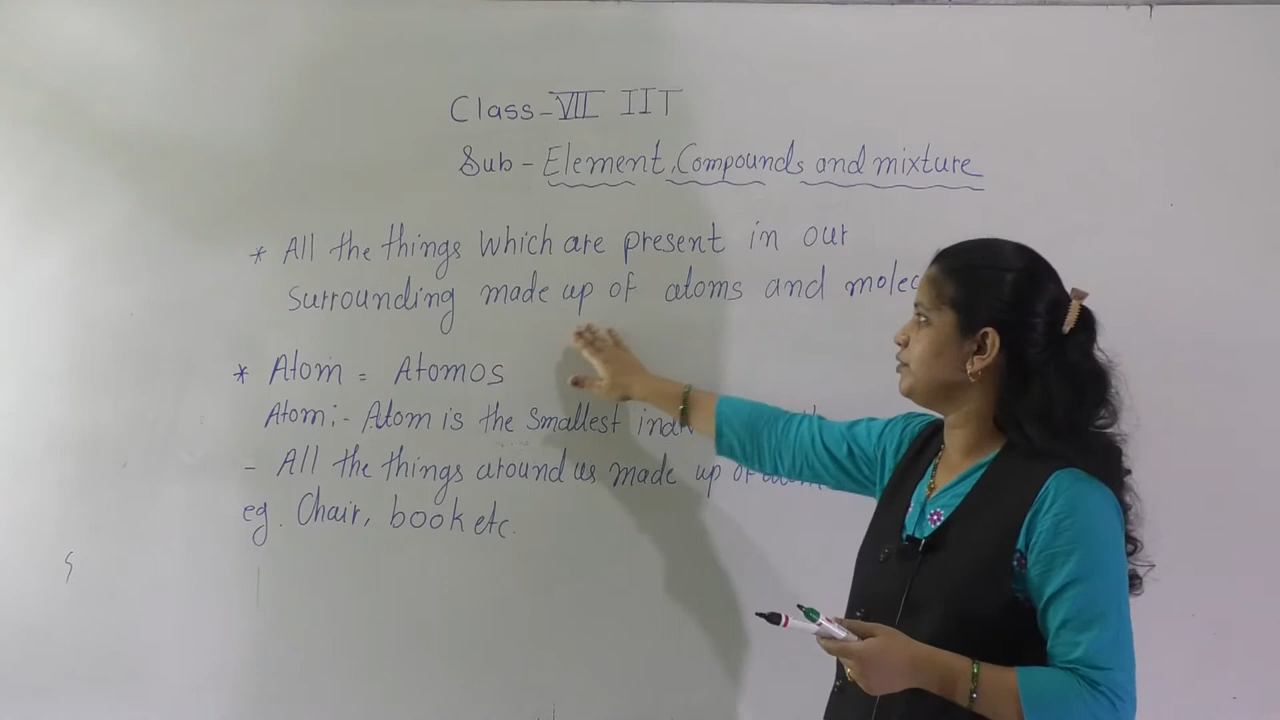 Class - VII IIT
Sub - Element, Compounds and mixture
* All the things which are present in our
surrounding made up of atoms and
* Atom = Atomos
Atom :- Atom is the smallest
- All the things around us made up of
eg. Chair, book etc.